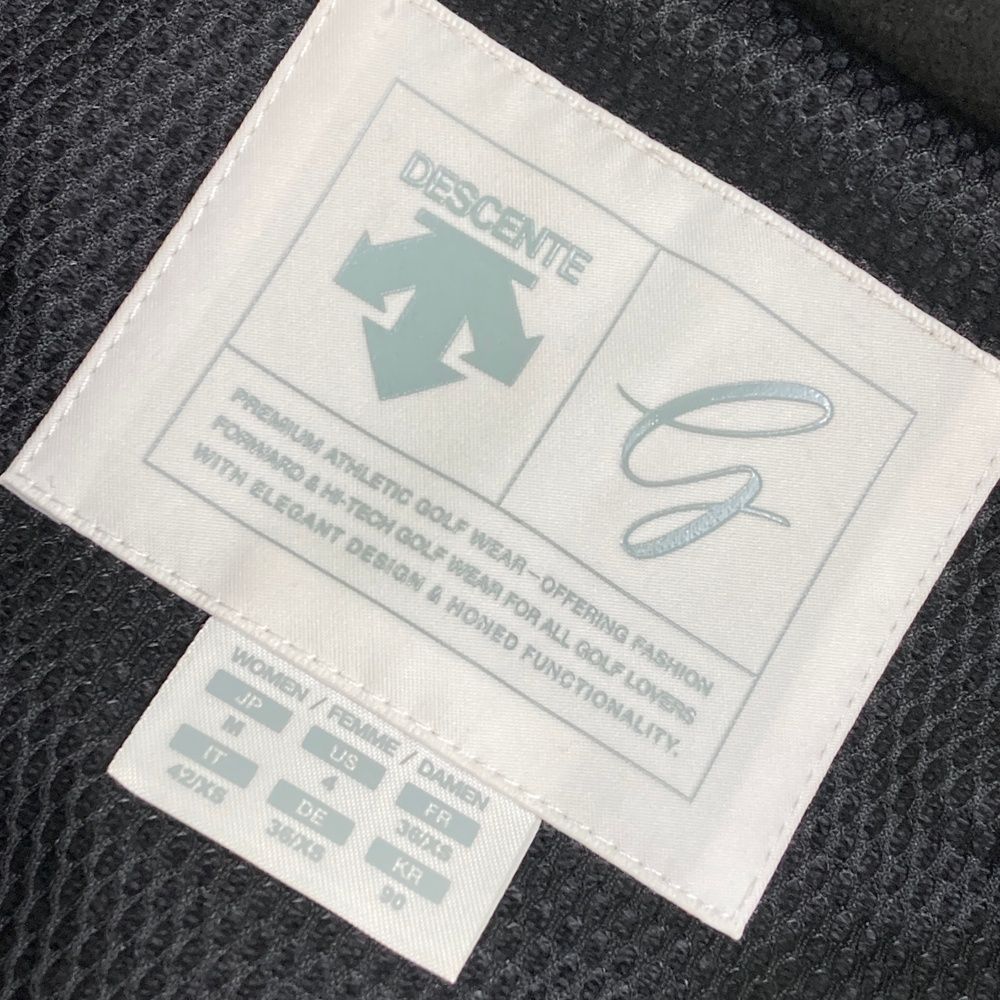 DESCENTE
G
PREMIUM ATHLETIC GOLF WEAR–OFFERING FASHION
FORWARD & HI-TECH GOLF WEAR FOR ALL GOLF LOVERS
WITH ELEGANT DESIGN & HONED FUNCTIONALITY.
WOMEN / FEMME / DAMEN
JP US FR
M 4 36/XS
IT DE KR
42/XS 36/XS 90